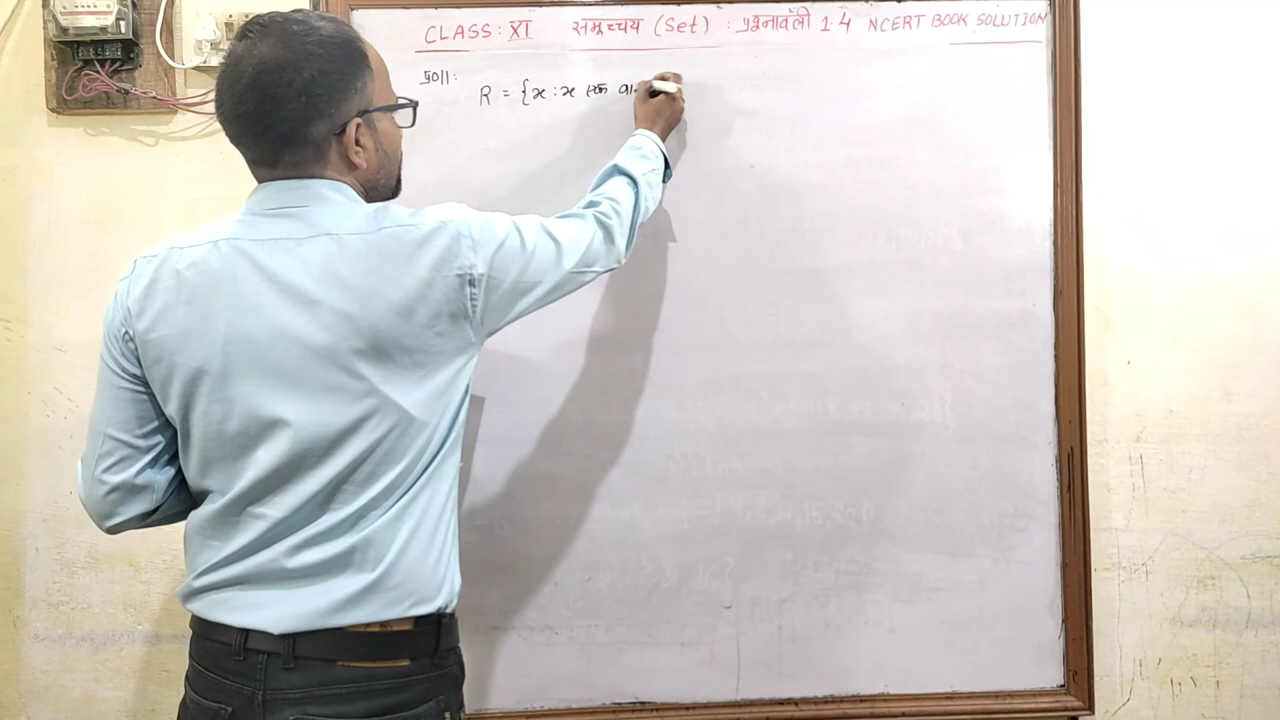 CLASS: XI समुच्चय (Set) : प्रश्नावली 1.4 NCERT BOOK SOLUTION
प्र011:
R = {x : x एक वा